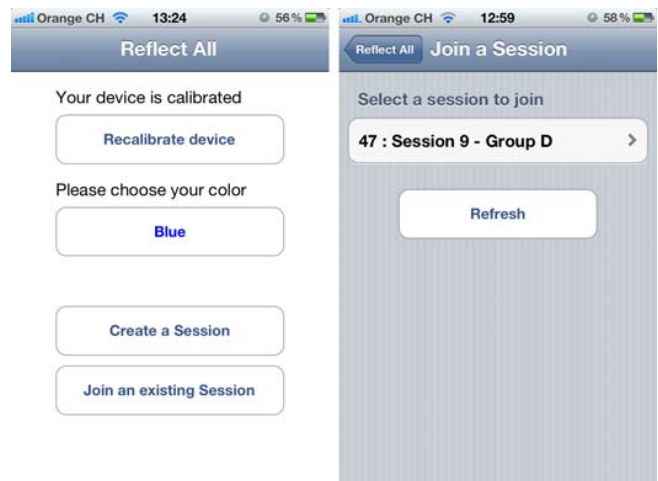 Orange CH 13:24 56%
Reflect All
Your device is calibrated
Recalibrate device
Please choose your color
Blue
Create a Session
Join an existing Session
Orange CH 12:59 58%
Reflect All Join a Session
Select a session to join
47 : Session 9 - Group D
Refresh